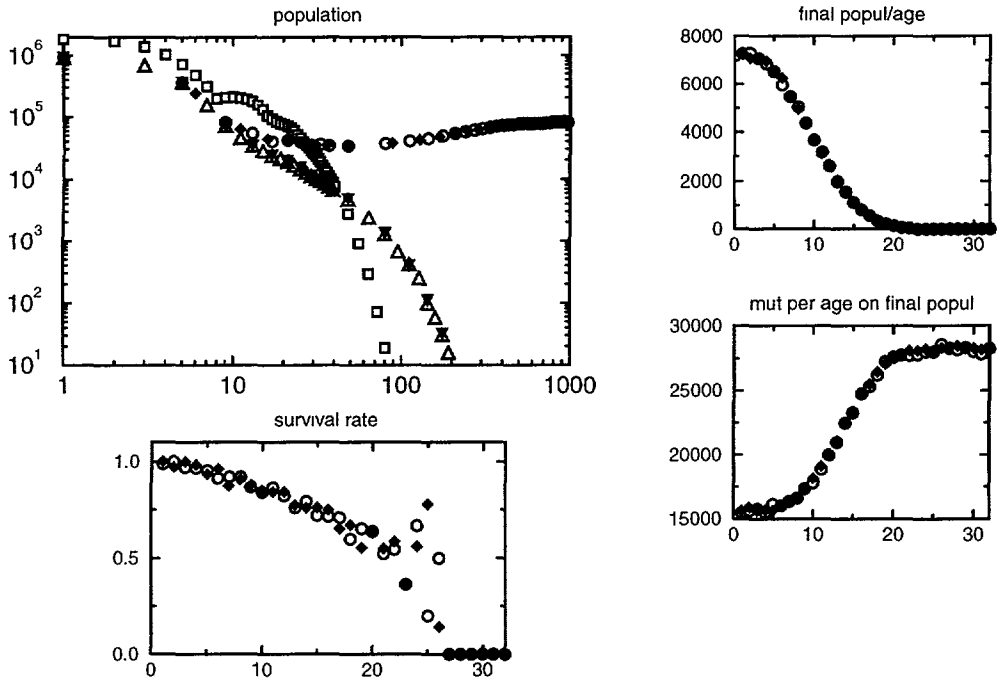 population
10^6
10^5
10^4
10^3
10^2
10^1
1 10 100 1000
final popul/age
8000
6000
4000
2000
0
0 10 20 30
mut per age on final popul
30000
25000
20000
15000
0 10 20 30
survival rate
1.0
0.5
0.0
0 10 20 30